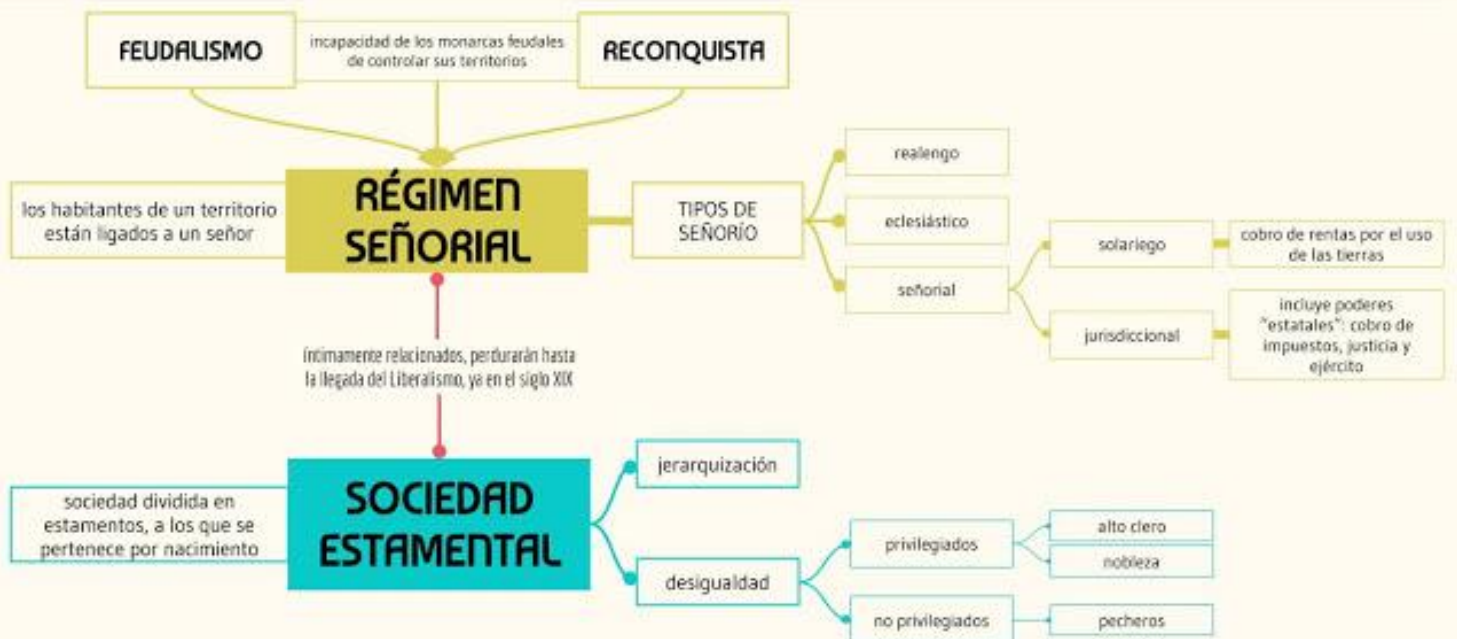 FEUDALISMO
incapacidad de los monarcas feudales
de controlar sus territorios
RECONQUISTA
los habitantes de un territorio
están ligados a un señor
RÉGIMEN
SEÑORIAL
TIPOS DE
SEÑORÍO
realengo
eclesiástico
señorial
solariego
cobro de rentas por el uso
de las tierras
jurisdiccional
incluye poderes
"estatales": cobro de
impuestos, justicia y
ejército
íntimamente relacionados, perdurarán hasta
la llegada del Liberalismo, ya en el siglo XIX
sociedad dividida en
estamentos, a los que se
pertenece por nacimiento
SOCIEDAD
ESTAMENTAL
jerarquización
desigualdad
privilegiados
alto clero
nobleza
no privilegiados
pecheros